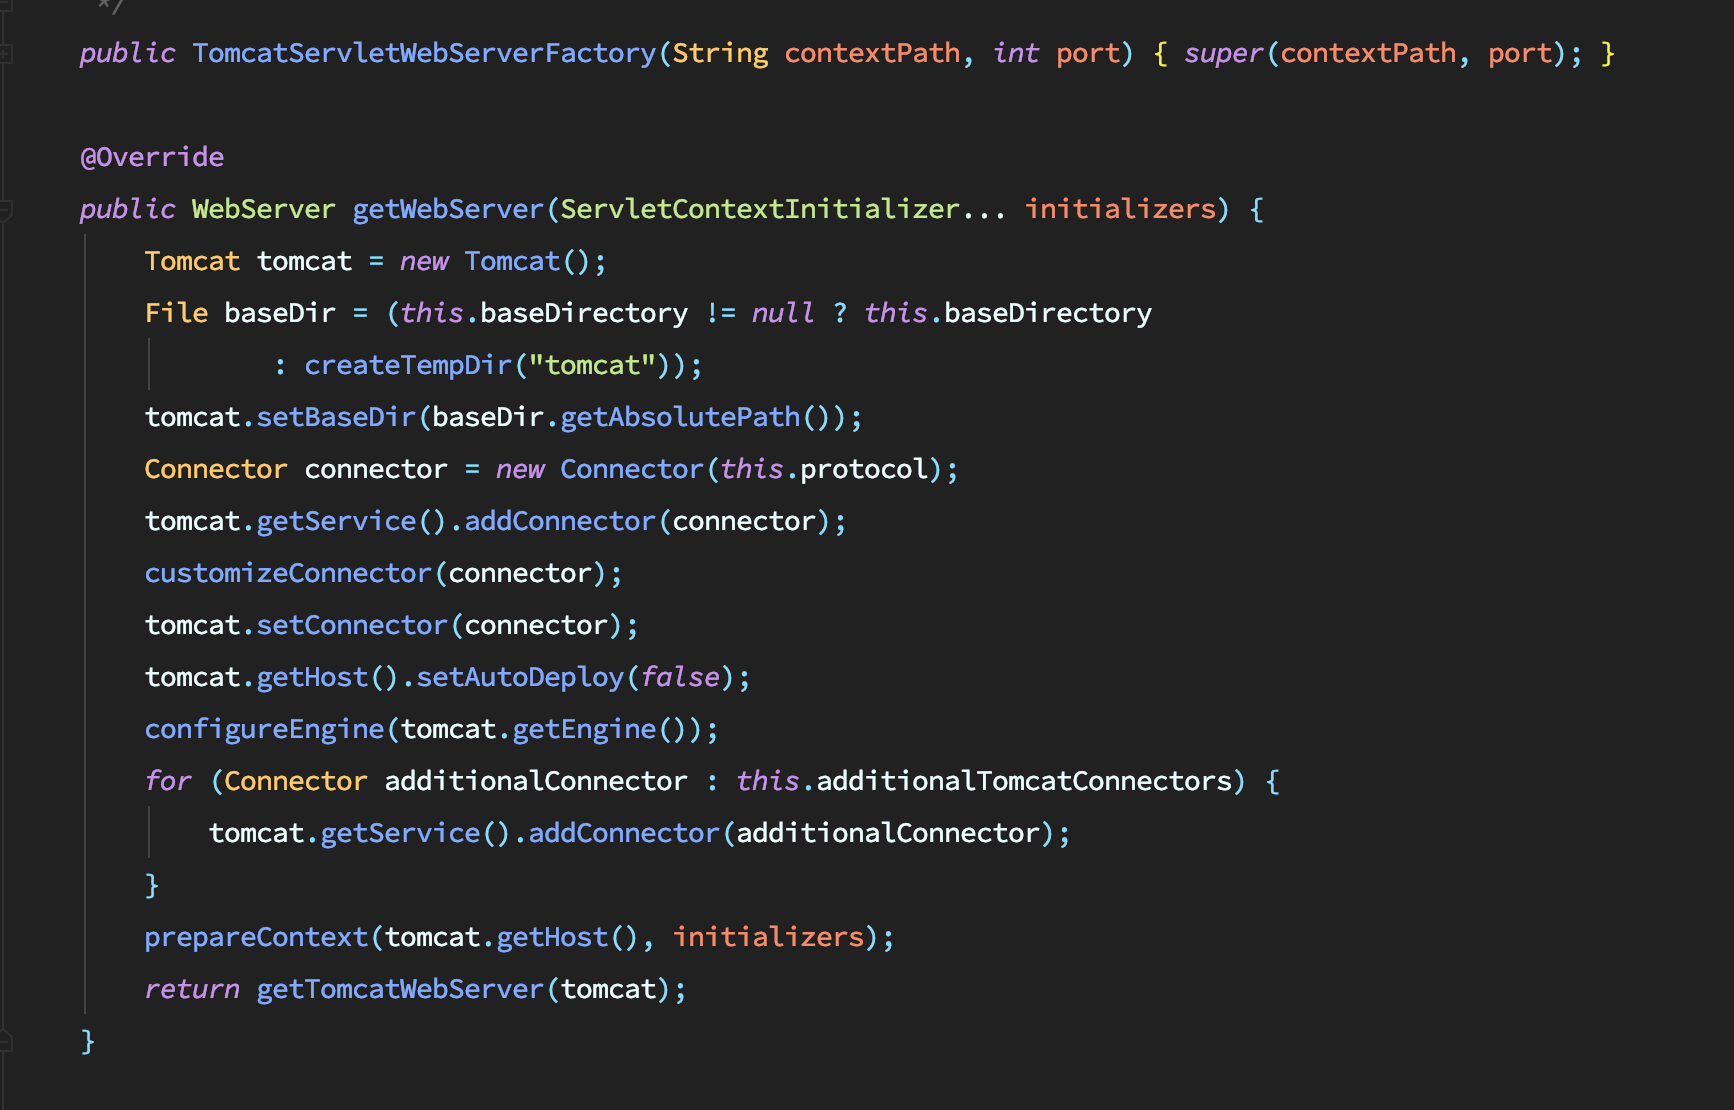 */
public TomcatServletWebServerFactory(String contextPath, int port) { super(contextPath, port); }
@Override
public WebServer getWebServer(ServletContextInitializer... initializers) {
Tomcat tomcat = new Tomcat();
File baseDir = (this.baseDirectory != null ? this.baseDirectory
: createTempDir("tomcat"));
tomcat.setBaseDir(baseDir.getAbsolutePath());
Connector connector = new Connector(this.protocol);
tomcat.getService().addConnector(connector);
customizeConnector(connector);
tomcat.setConnector(connector);
tomcat.getHost().setAutoDeploy(false);
configureEngine(tomcat.getEngine());
for (Connector additionalConnector : this.additionalTomcatConnectors) {
tomcat.getService().addConnector(additionalConnector);
}
prepareContext(tomcat.getHost(), initializers);
return getTomcatWebServer(tomcat);
}